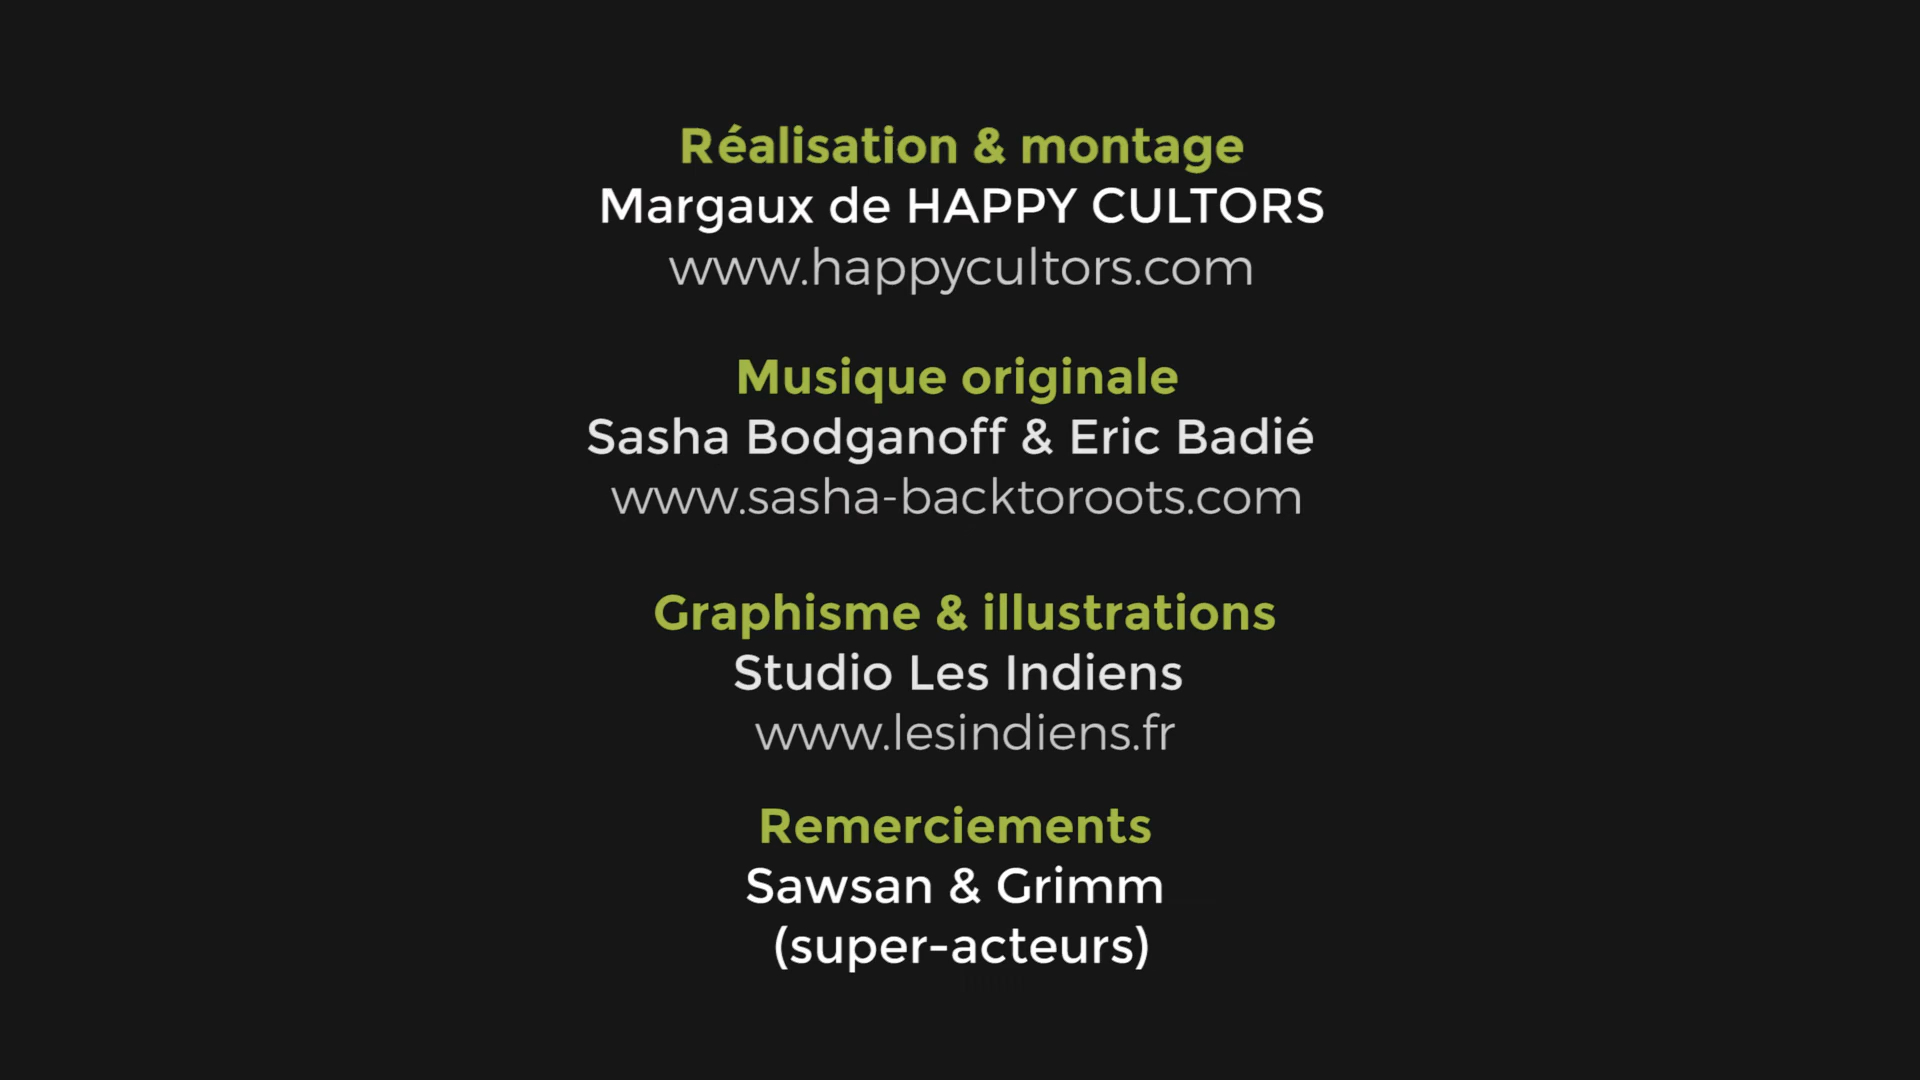 Réalisation & montage
Margaux de HAPPY CULTORS
www.happycultors.com
Musique originale
Sasha Bodganoff & Eric Badié
www.sasha-backtoroots.com
Graphisme & illustrations
Studio Les Indiens
www.lesindiens.fr
Remerciements
Sawsan & Grimm
(super-acteurs)